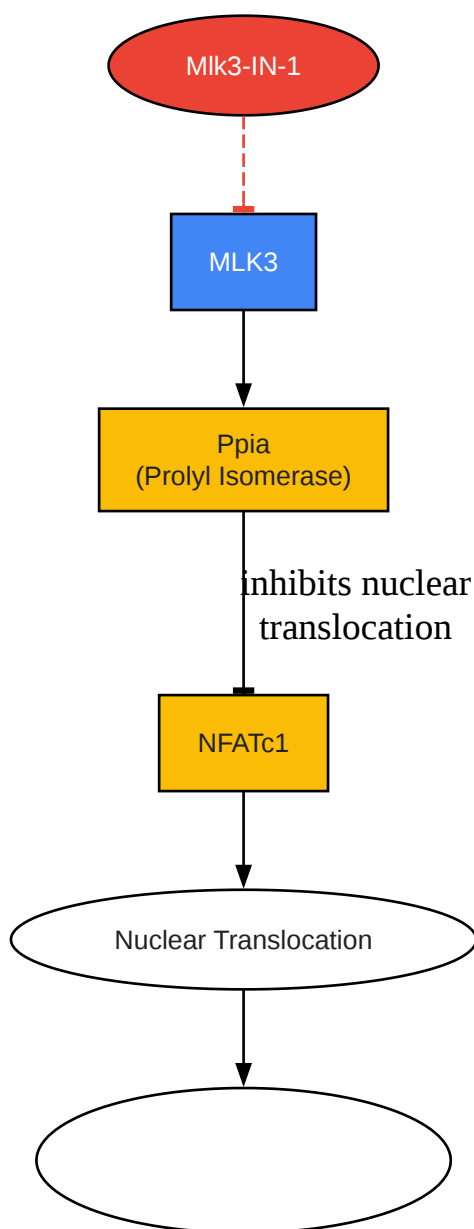 Mlk3-IN-1
MLK3
Ppia
(Prolyl Isomerase)
inhibits nuclear
translocation
NFATc1
Nuclear Translocation